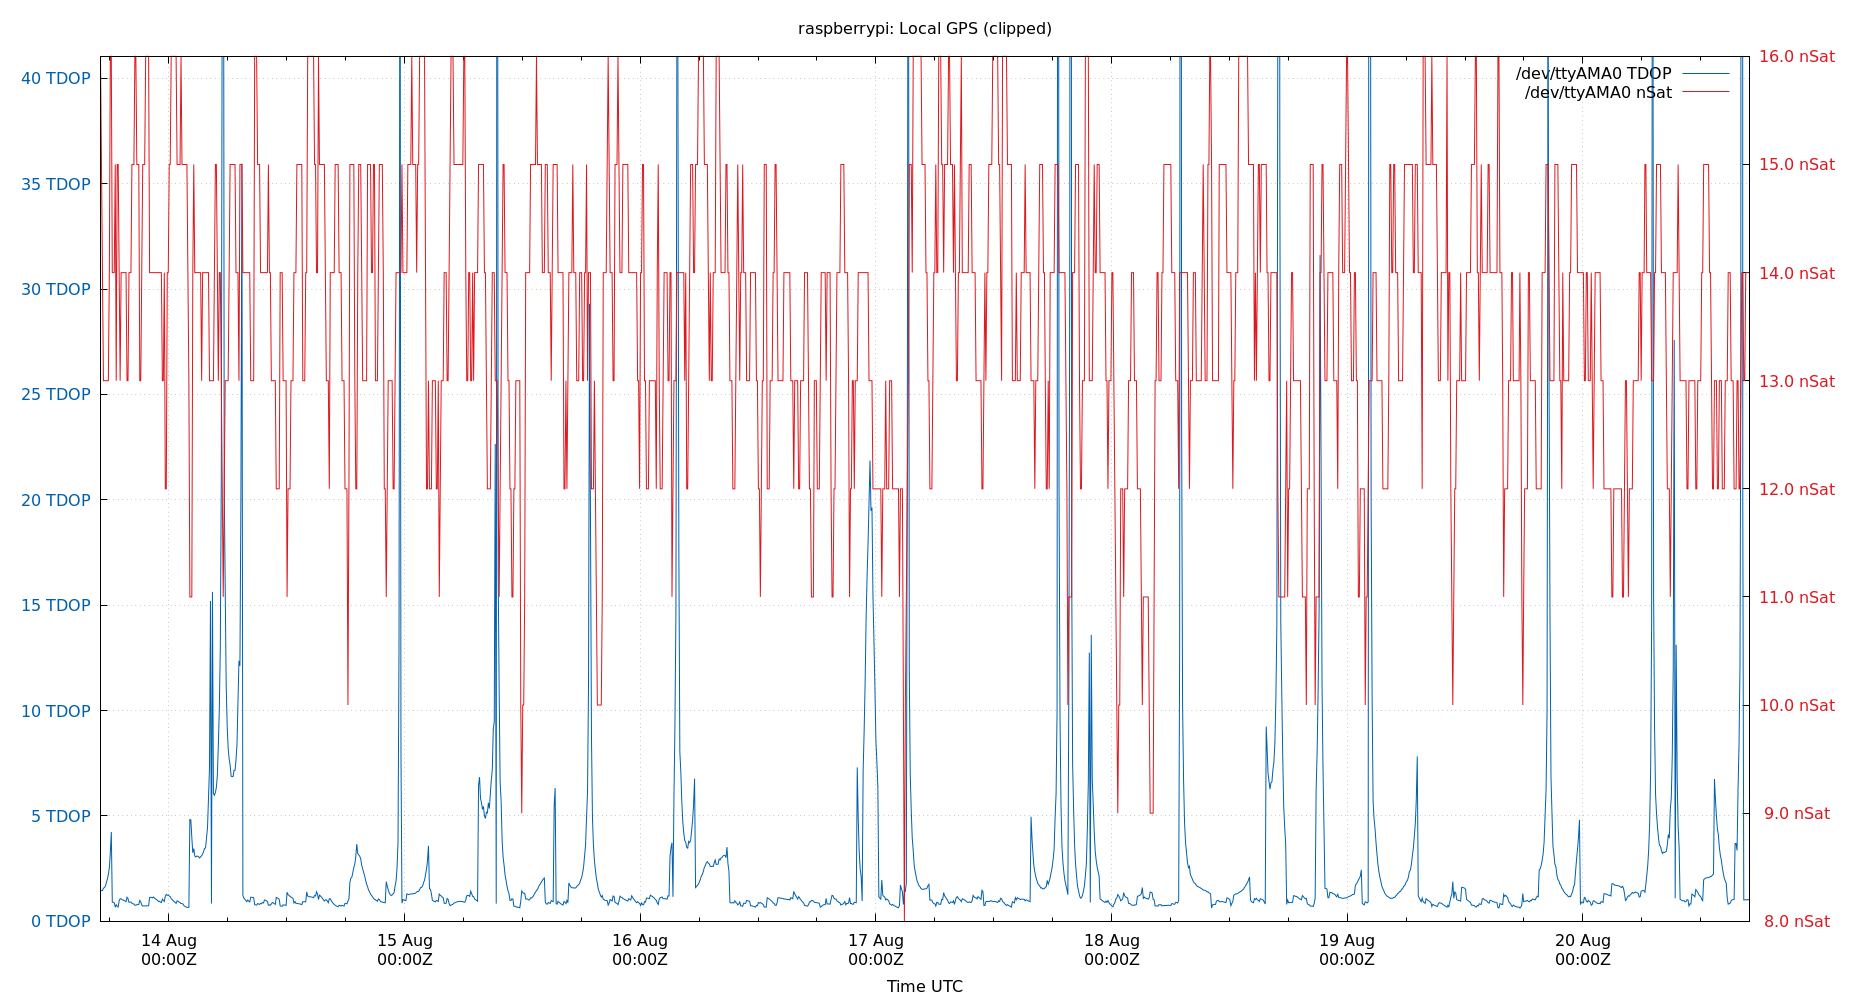 raspberrypi: Local GPS (clipped)
40 TDOP
35 TDOP
30 TDOP
25 TDOP
20 TDOP
15 TDOP
10 TDOP
5 TDOP
0 TDOP
/dev/ttyAMA0 TDOP
/dev/ttyAMA0 nSat
16.0 nSat
15.0 nSat
14.0 nSat
13.0 nSat
12.0 nSat
11.0 nSat
10.0 nSat
9.0 nSat
8.0 nSat
14 Aug
00:00Z
15 Aug
00:00Z
16 Aug
00:00Z
17 Aug
00:00Z
18 Aug
00:00Z
19 Aug
00:00Z
20 Aug
00:00Z
Time UTC